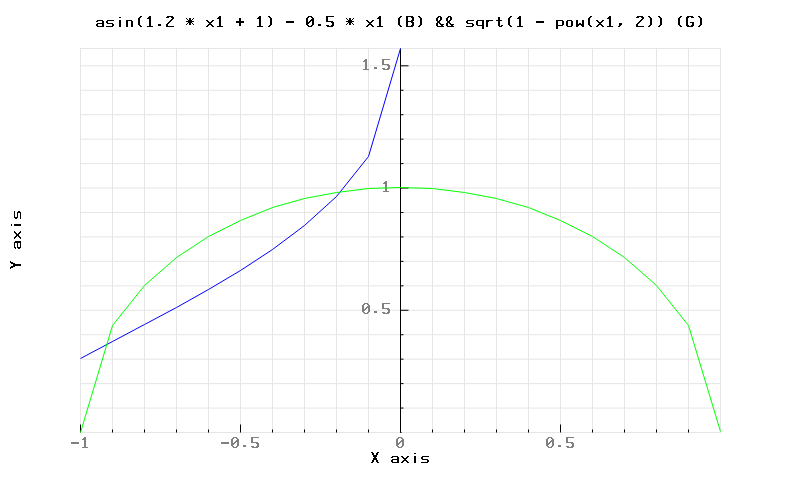 asin(1.2 * x1 + 1) - 0.5 * x1 (B) && sqrt(1 - pow(x1, 2)) (G)
1.5
1
0.5
Y axis
-1 -0.5 0 0.5
X axis